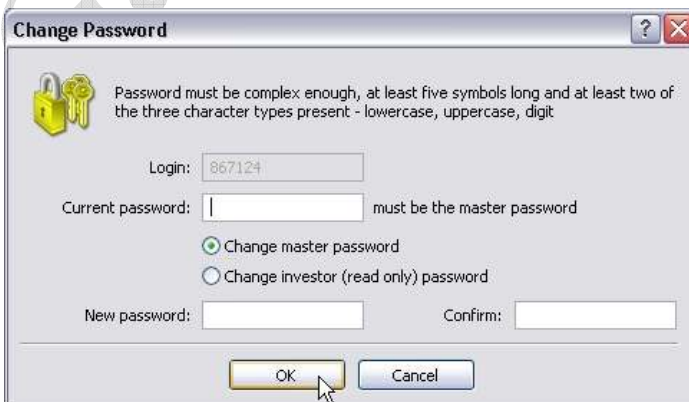 Change Password
?
Password must be complex enough, at least five symbols long and at least two of
the three character types present - lowercase, uppercase, digit
Login: 867124
Current password: must be the master password
Change master password
Change investor (read only) password
New password: Confirm:
OK Cancel